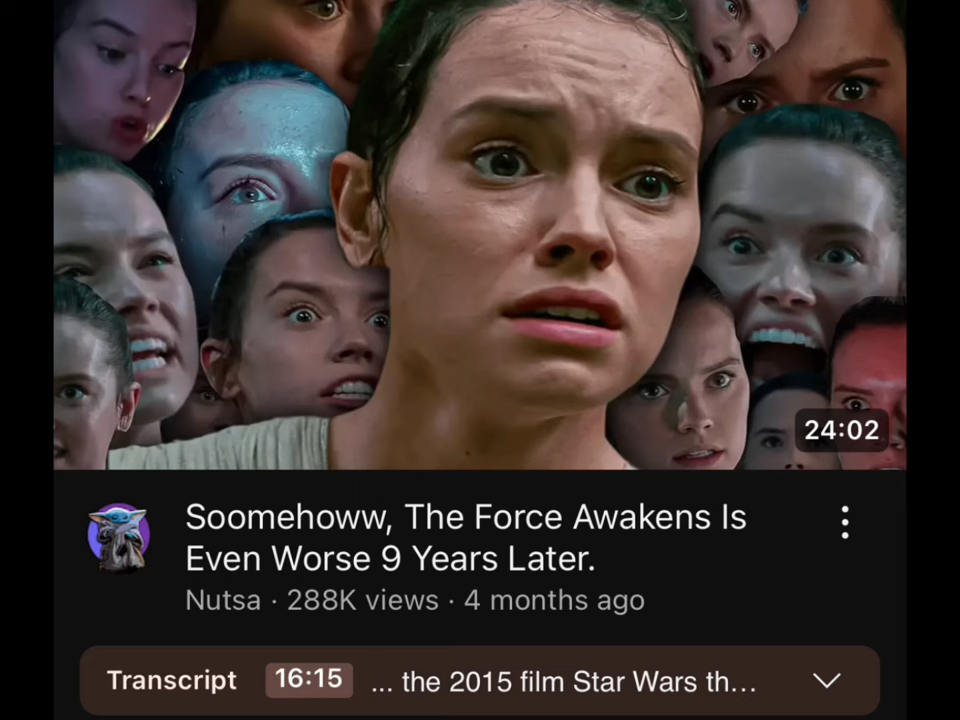 24:02
Soomehoww, The Force Awakens Is
Even Worse 9 Years Later.
Nutsa · 288K views · 4 months ago
Transcript 16:15 ... the 2015 film Star Wars th...